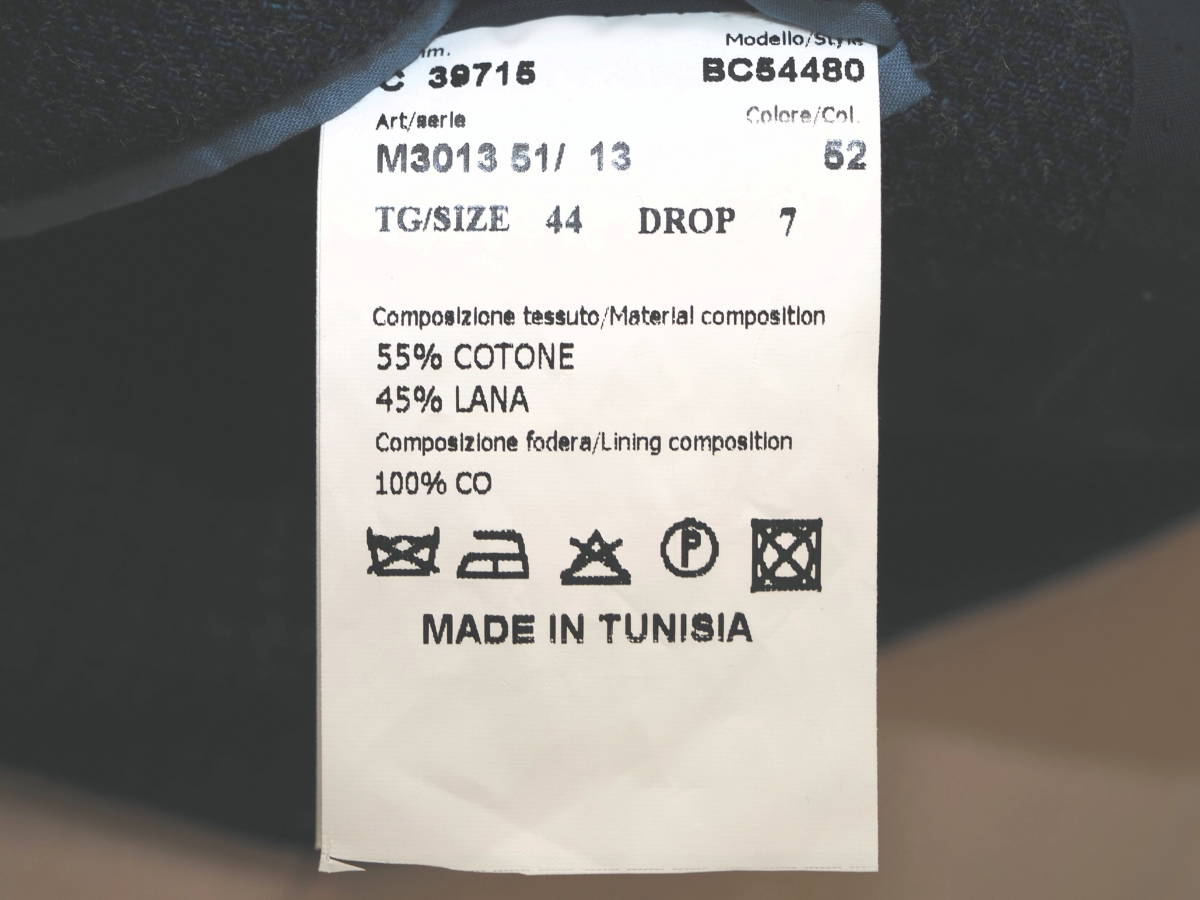 mm. Modello/Style
C 39715 BC54480
Art/serie Colore/Col.
M3013 51/ 13 52
TG/SIZE 44 DROP 7
Composizione tessuto/Material composition
55% COTONE
45% LANA
Composizione fodera/Lining composition
100% CO
P
MADE IN TUNISIA